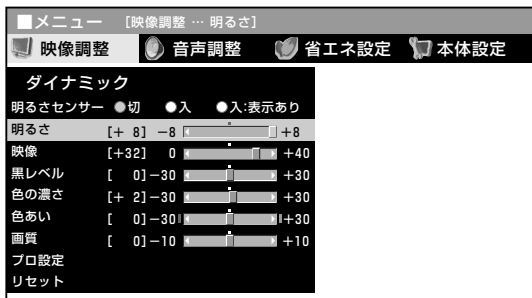 ■メニュー [映像調整 … 明るさ]
映像調整 音声調整 省エネ設定 本体設定
ダイナミック
明るさセンサー ●切 ●入 ●入:表示あり
明るさ [+ 8] −8 +8
映像 [+32] 0 +40
黒レベル [ 0] −30 +30
色の濃さ [+ 2] −30 +30
色あい [ 0] −30 +30
画質 [ 0] −10 +10
プロ設定
リセット